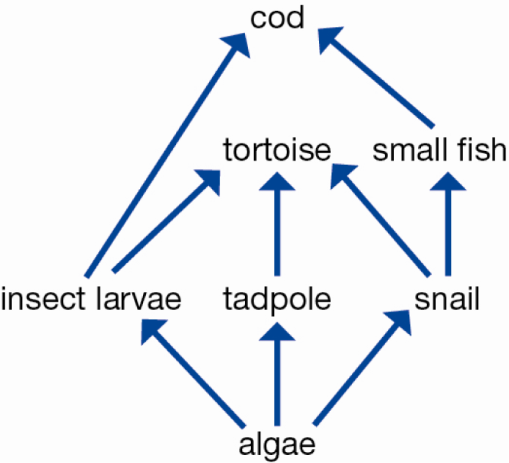 cod
tortoise small fish
insect larvae tadpole snail
algae